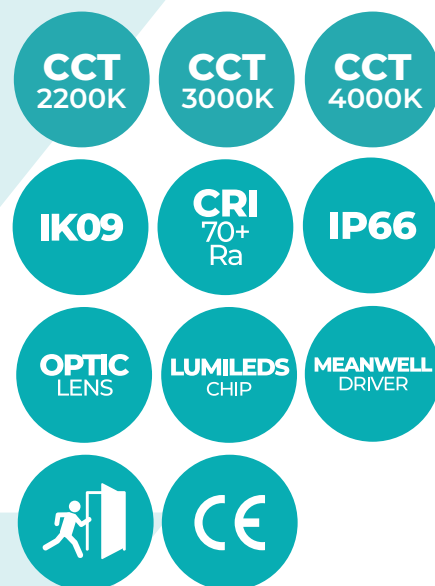 CCT
2200K
CCT
3000K
CCT
4000K
IK09
CRI
70+
Ra
IP66
OPTIC
LENS
LUMILEDS
CHIP
MEANWELL
DRIVER
CE